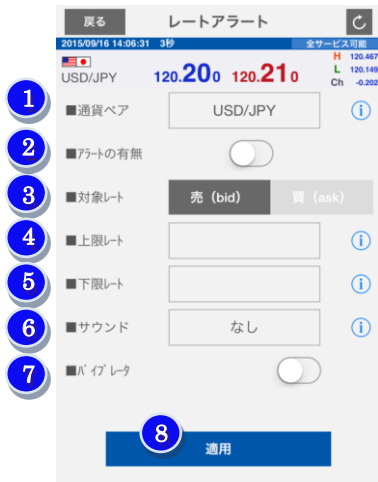 戻る レートアラート
2015/09/16 14:06:31 3秒 全サービス可能
USD/JPY 120.200 120.210 H 120.467
L 120.149
Ch -0.202
1 ■通貨ペア USD/JPY i
2 ■アラートの有無
3 ■対象レート 売（bid） 買（ask）
4 ■上限レート i
5 ■下限レート i
6 ■サウンド なし i
7 ■バイブレータ
8 適用